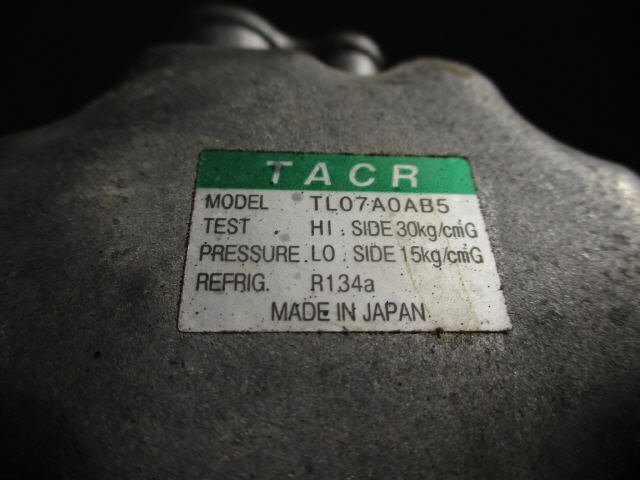 TACR
MODEL TL07A0AB5
TEST HI . SIDE 30kg/c㎡G
PRESSURE LO . SIDE 15kg/c㎡G
REFRIG. R134a
MADE IN JAPAN